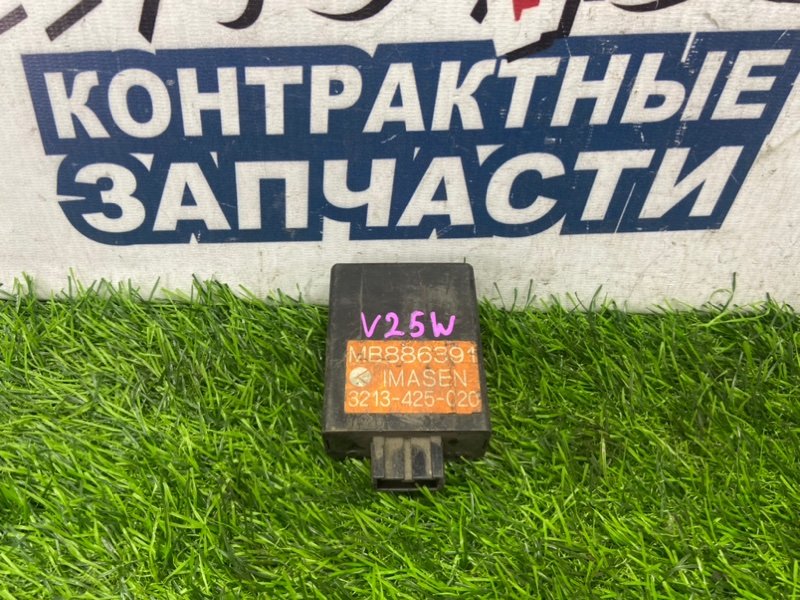 КОНТРАКТНЫЕ
ЗАПЧАСТИ
V25W
MB886391
IMASEN
3213-425-020